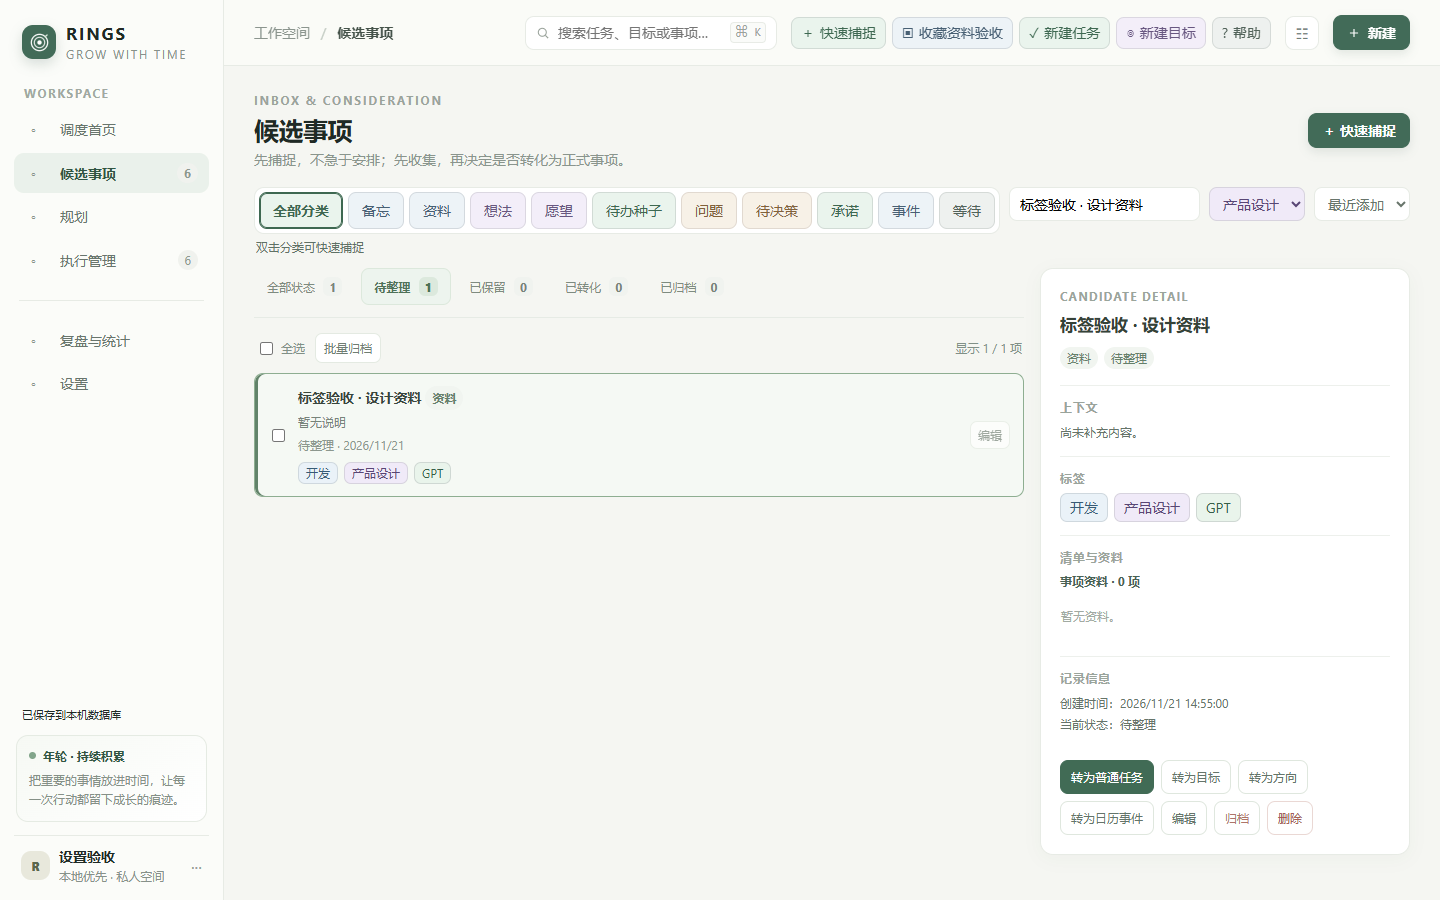 RINGS
GROW WITH TIME
WORKSPACE
调度首页
候选事项 6
规划
执行管理 6
复盘与统计
设置
已保存到本机数据库
年轮 · 持续积累
把重要的事情放进时间，让每
一次行动都留下成长的痕迹。
R 设置验收 ...
本地优先 · 私人空间
工作空间 / 候选事项
搜索任务、目标或事项... ⌘ K
+ 快速捕捉
▣ 收藏资料验收
✓ 新建任务
◎ 新建目标
? 帮助
☷
+ 新建
INBOX & CONSIDERATION
候选事项
先捕捉，不急于安排；先收集，再决定是否转化为正式事项。
+ 快速捕捉
全部分类 备忘 资料 想法 愿望 待办种子 问题 待决策 承诺 事件 等待
标签验收 · 设计资料 产品设计 最近添加
双击分类可快速捕捉
全部状态 1 待整理 1 已保留 0 已转化 0 已归档 0
全选 批量归档 显示 1 / 1 项
标签验收 · 设计资料 资料
暂无说明
待整理 · 2026/11/21
开发 产品设计 GPT
编辑
CANDIDATE DETAIL
标签验收 · 设计资料
资料 待整理
上下文
尚未补充内容。
标签
开发 产品设计 GPT
清单与资料
事项资料 · 0 项
暂无资料。
记录信息
创建时间：2026/11/21 14:55:00
当前状态：待整理
转为普通任务 转为目标 转为方向
转为日历事件 编辑 归档 删除